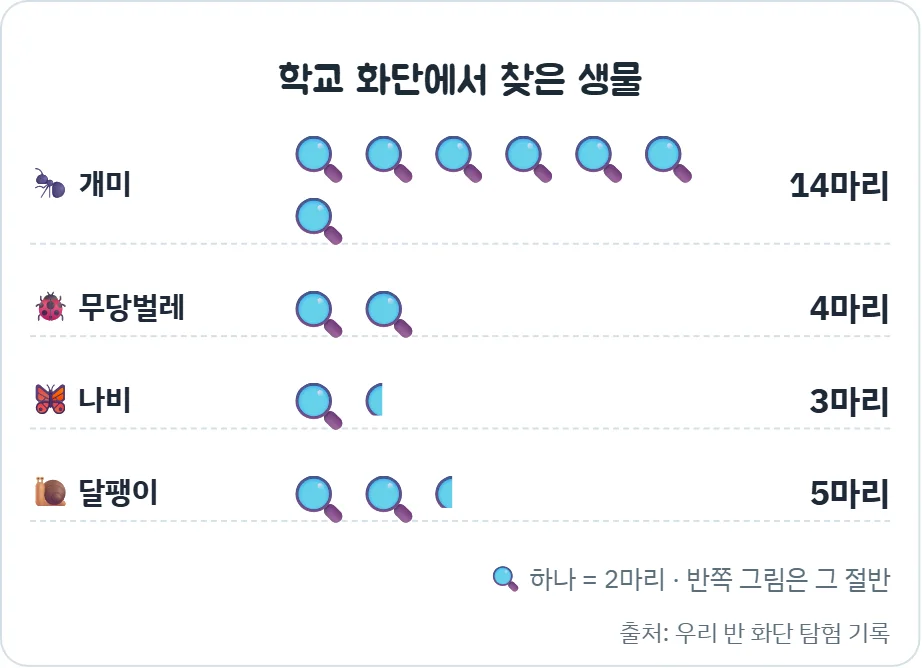 학교 화단에서 찾은 생물
개미 14마리
무당벌레 4마리
나비 3마리
달팽이 5마리
하나 = 2마리 · 반쪽 그림은 그 절반
출처: 우리 반 화단 탐험 기록